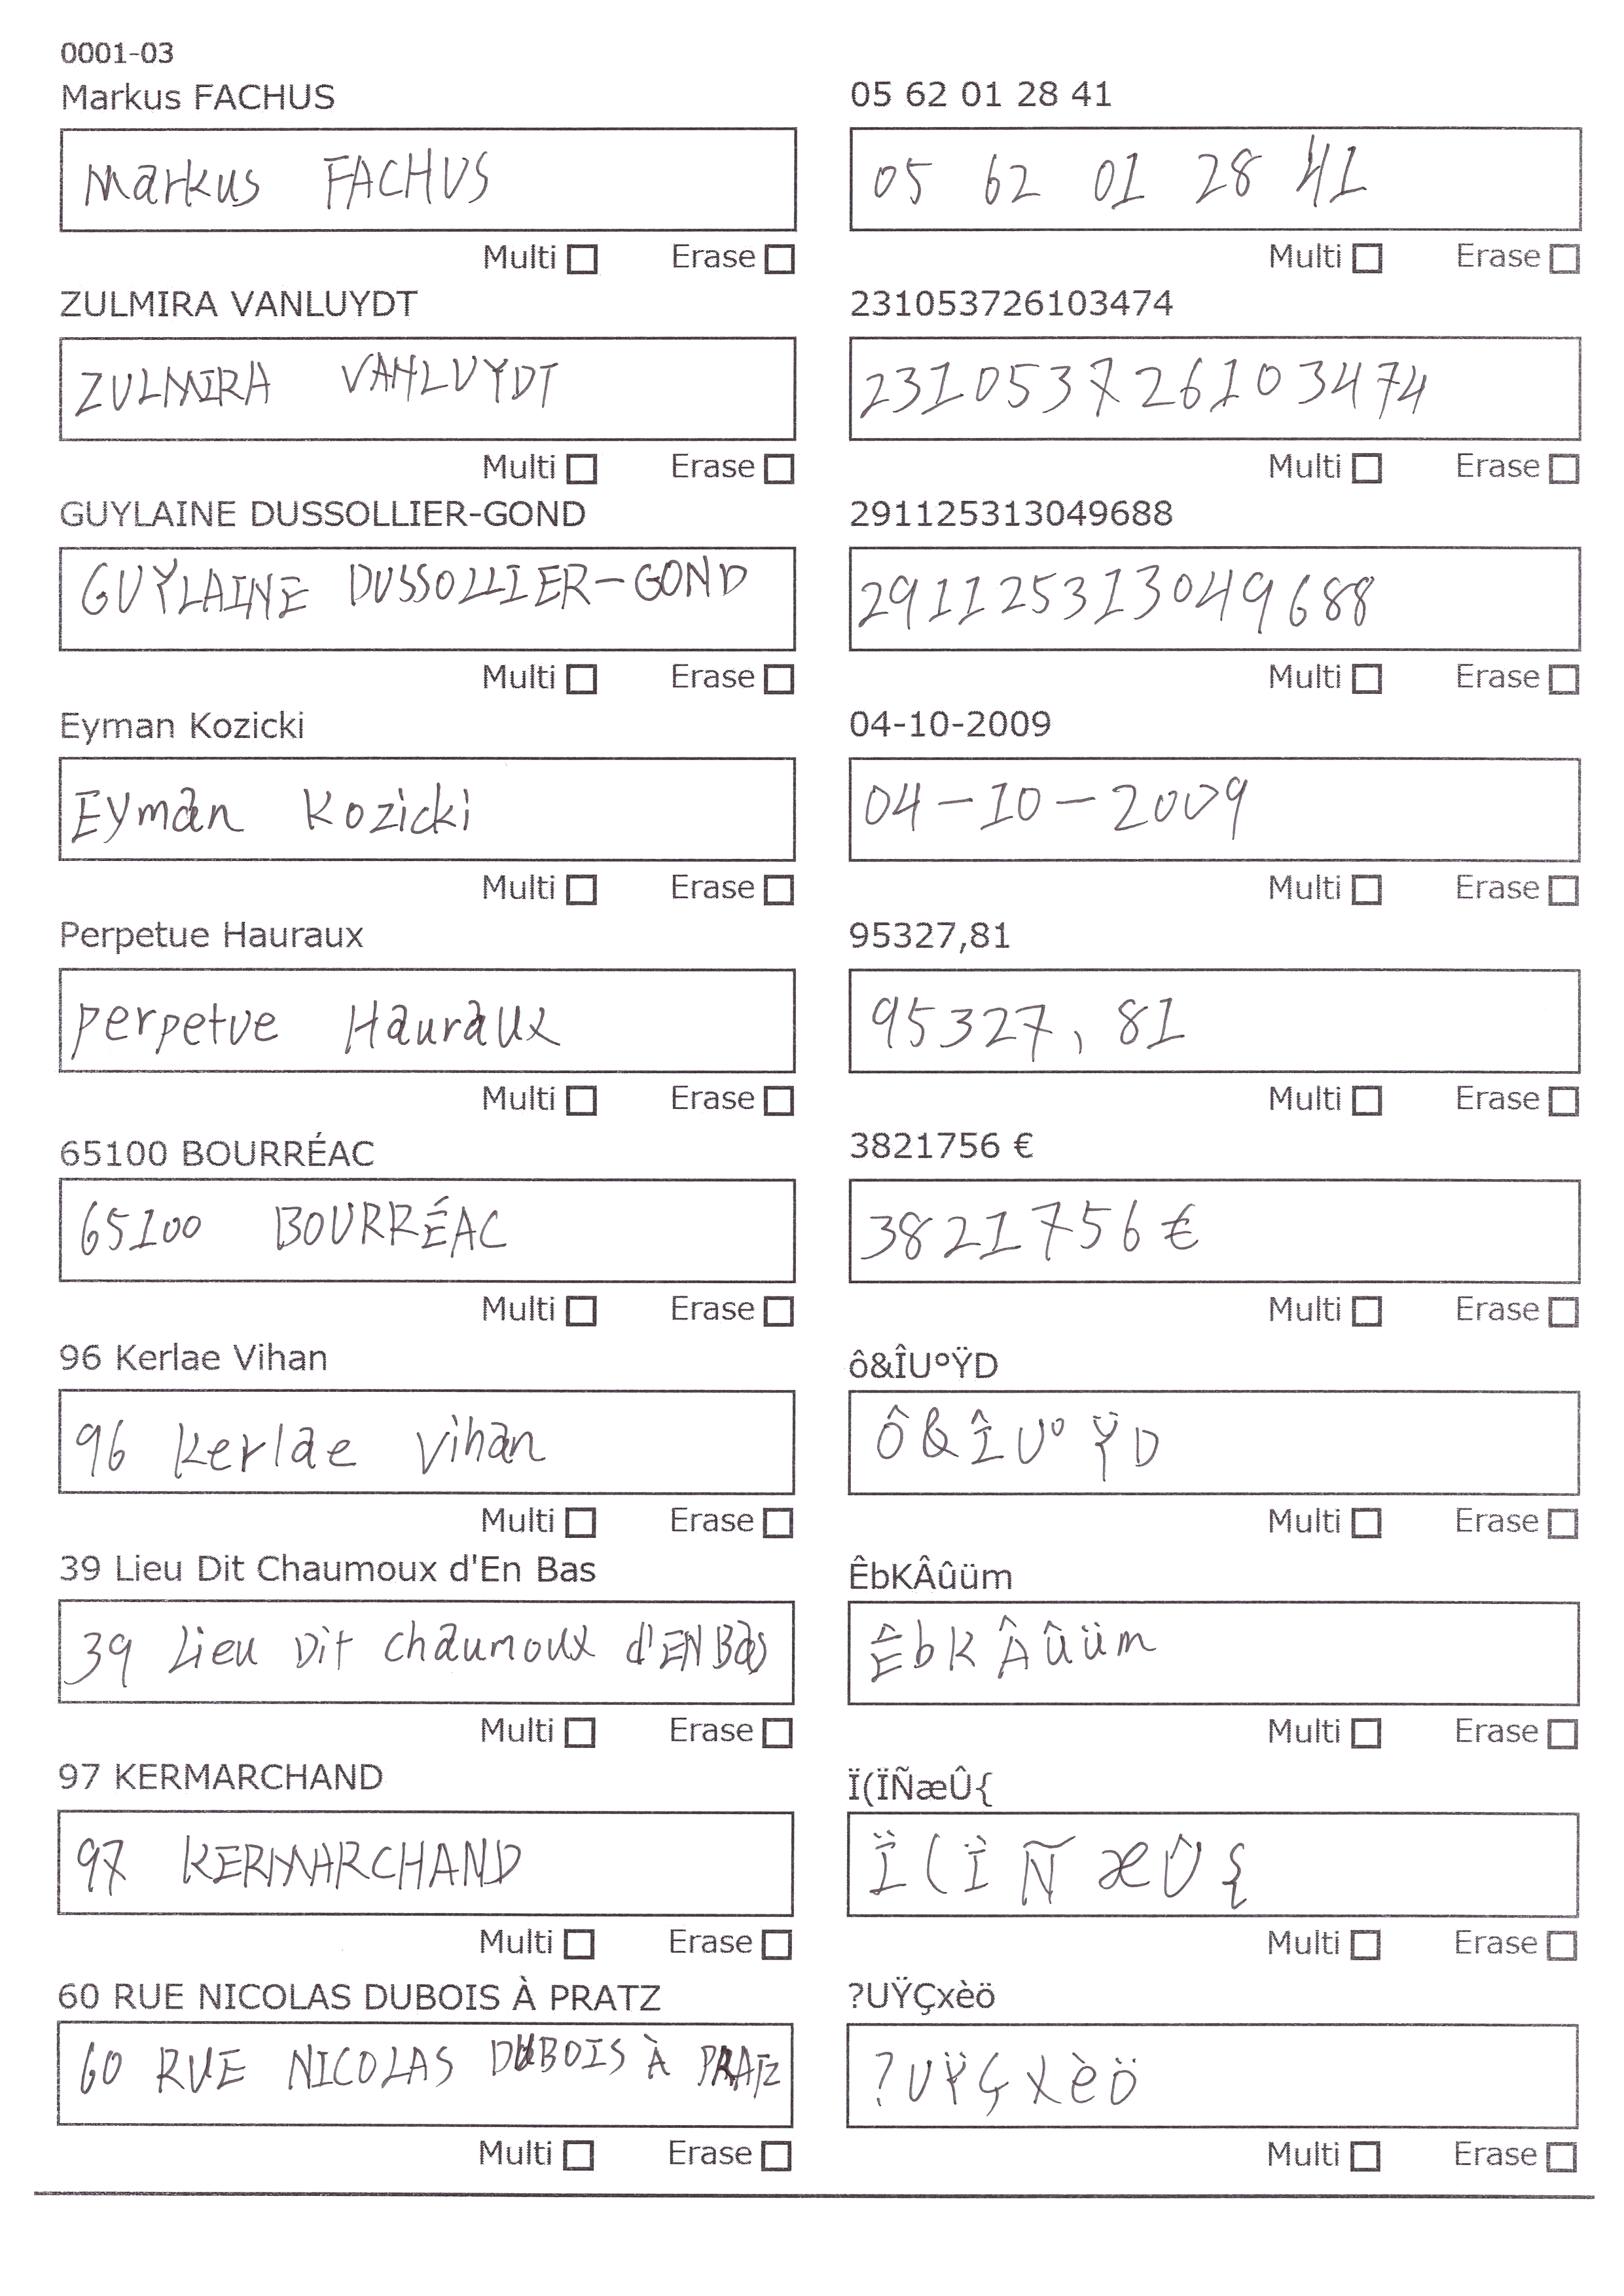 0001-03
Markus FACHUS 05 62 01 28 41
Markus FACHUS 05 62 01 28 41
Multi Erase Multi Erase
ZULMIRA VANLUYDT 231053726103474
ZULMIRA VANLUYDT 231053726103474
Multi Erase Multi Erase
GUYLAINE DUSSOLLIER-GOND 291125313049688
GUYLAINE DUSSOLLIER-GOND 291125313049688
Multi Erase Multi Erase
Eyman Kozicki 04-10-2009
Eyman Kozicki 04-10-2009
Multi Erase Multi Erase
Perpetue Hauraux 95327,81
perpetue Hauraux 95327,81
Multi Erase Multi Erase
65100 BOURRÉAC 3821756 €
65100 BOURRÉAC 3821756 €
Multi Erase Multi Erase
96 Kerlae Vihan ô&ÎU°ŸD
96 Kerlae Vihan ô&ÎU°ŸD
Multi Erase Multi Erase
39 Lieu Dit Chaumoux d'En Bas ÊbKÂûüm
39 Lieu Dit chaumoux d'EN Bas ÊbKÂûüm
Multi Erase Multi Erase
97 KERMARCHAND Ï(ÏÑæÛ{
97 KERMARCHAND Ï(ÏÑæÛ{
Multi Erase Multi Erase
60 RUE NICOLAS DUBOIS À PRATZ ?UŸÇxèö
60 RUE NICOLAS DUBOIS À PRATZ ?UŸÇxèö
Multi Erase Multi Erase